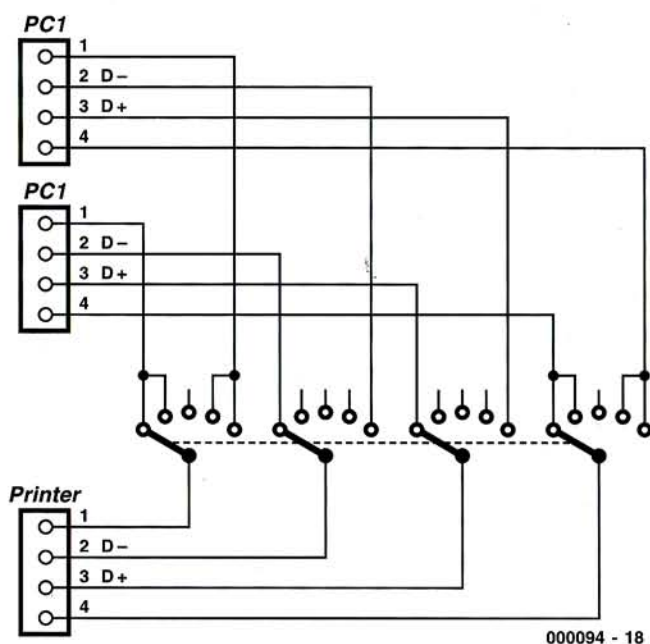 PC1
1
2 D-
3 D+
4
PC1
1
2 D-
3 D+
4
Printer
1
2 D-
3 D+
4
000094 - 18